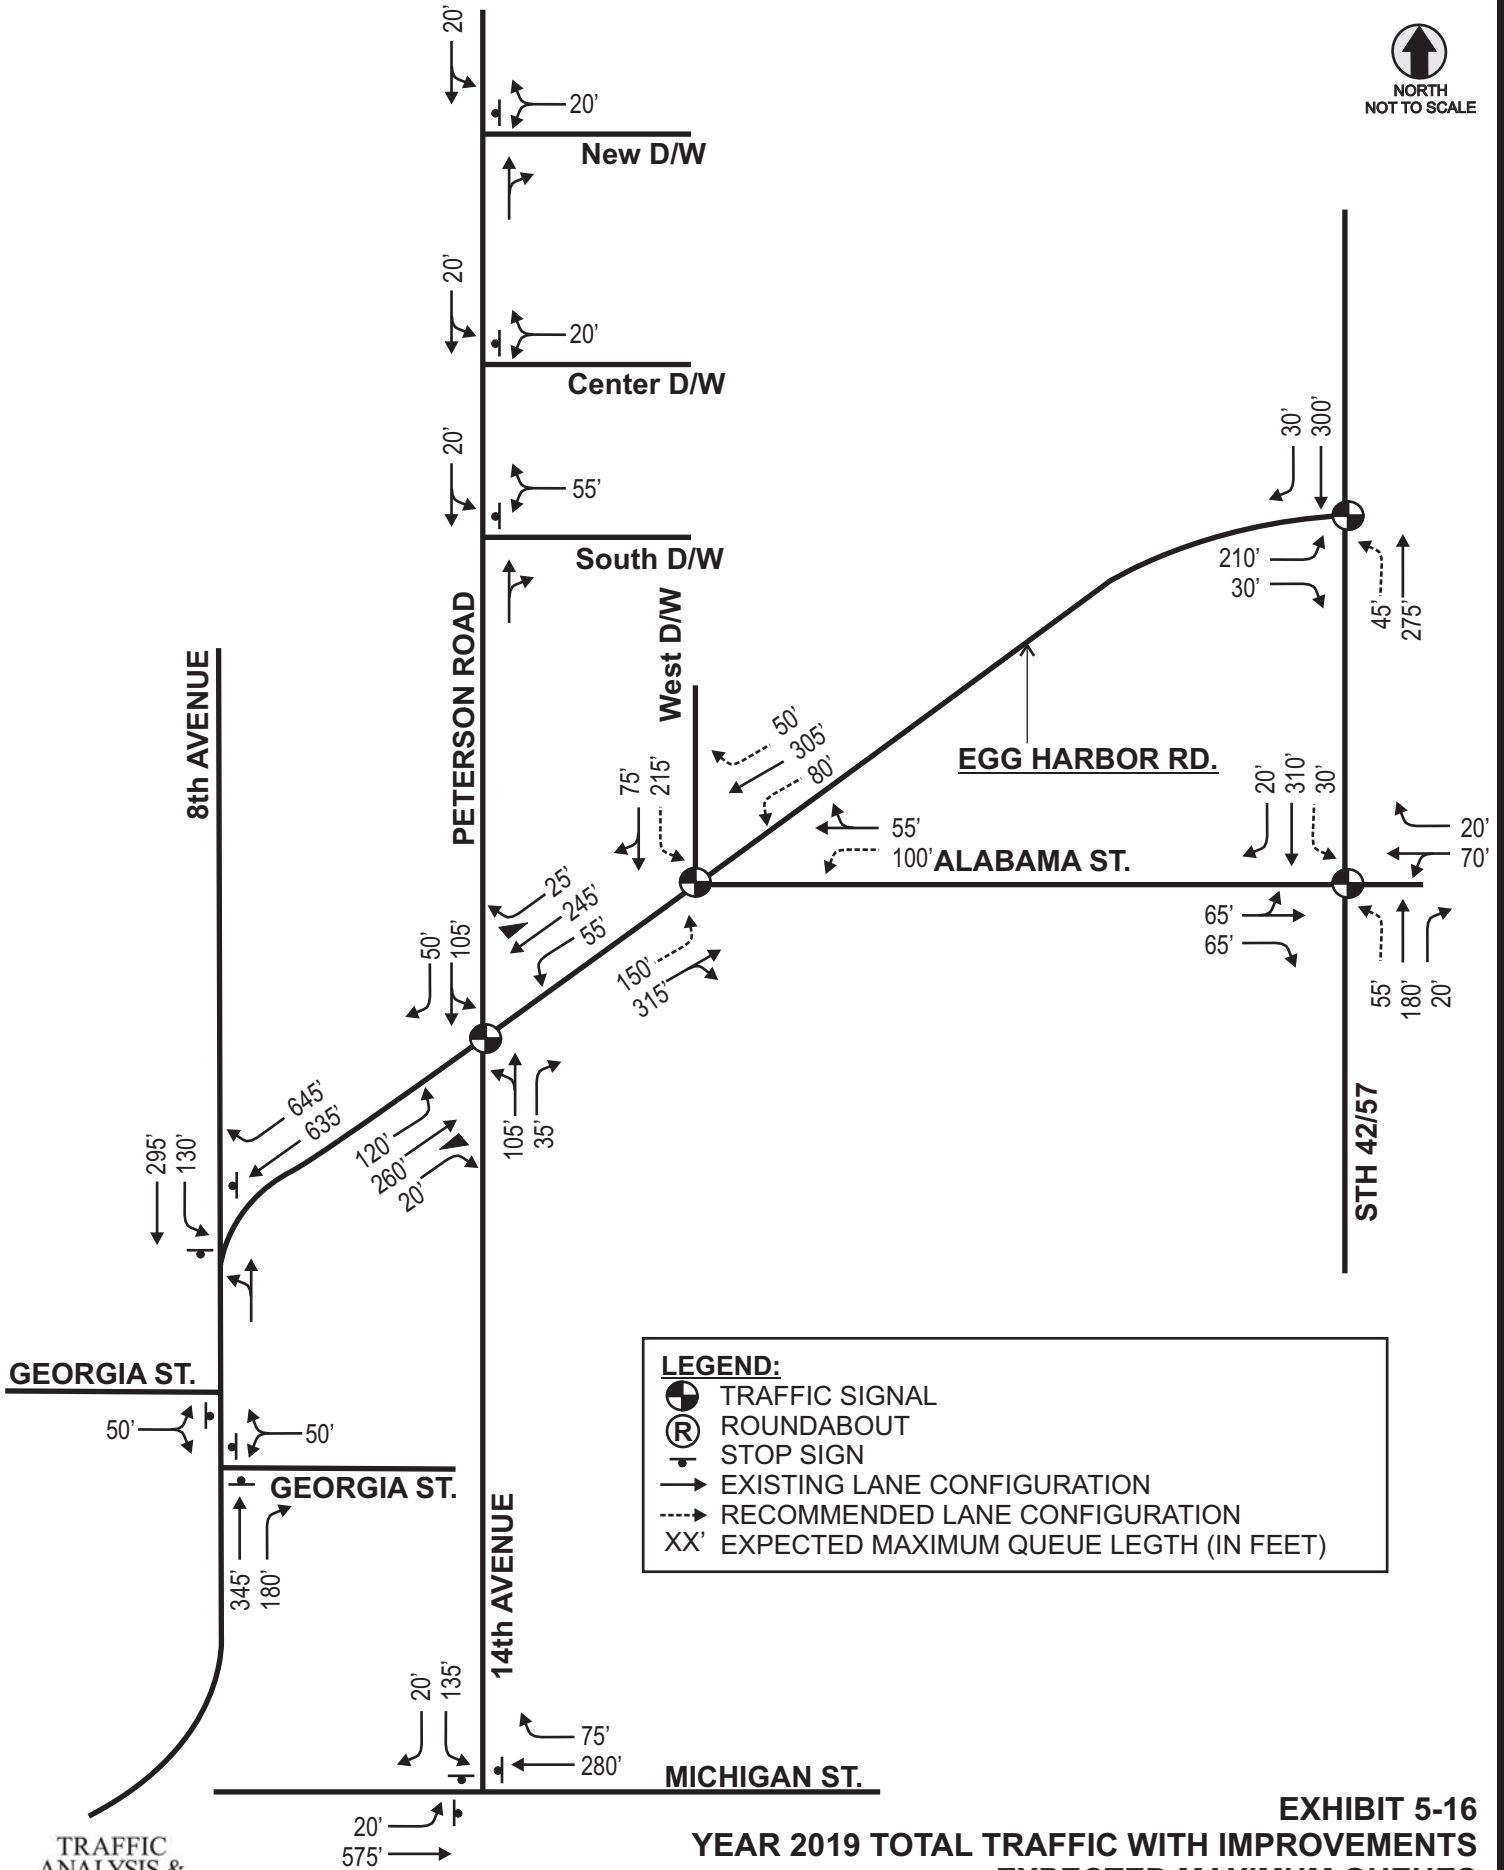 20'
NORTH
NOT TO SCALE
20'
New D/W
20'
20'
Center D/W
20'
55'
South D/W
30'
300'
210'
30'
45'
275'
PETERSON ROAD
West D/W
8th AVENUE
50'
305'
80'
EGG HARBOR RD.
75'
215'
55'
100'
ALABAMA ST.
20'
310'
30'
20'
70'
65'
65'
55'
180'
20'
25'
245'
55'
50'
105'
150'
315'
645'
635'
120'
260'
20'
105'
35'
295'
130'
STH 42/57
GEORGIA ST.
50'
50'
GEORGIA ST.
345'
180'
14th AVENUE
LEGEND:
TRAFFIC SIGNAL
R ROUNDABOUT
STOP SIGN
EXISTING LANE CONFIGURATION
RECOMMENDED LANE CONFIGURATION
XX' EXPECTED MAXIMUM QUEUE LEGTH (IN FEET)
20'
135'
75'
280'
MICHIGAN ST.
20'
575'
EXHIBIT 5-16
YEAR 2019 TOTAL TRAFFIC WITH IMPROVEMENTS
EXPECTED MAXIMUM QUEUES
TRAFFIC
ANALYSIS &